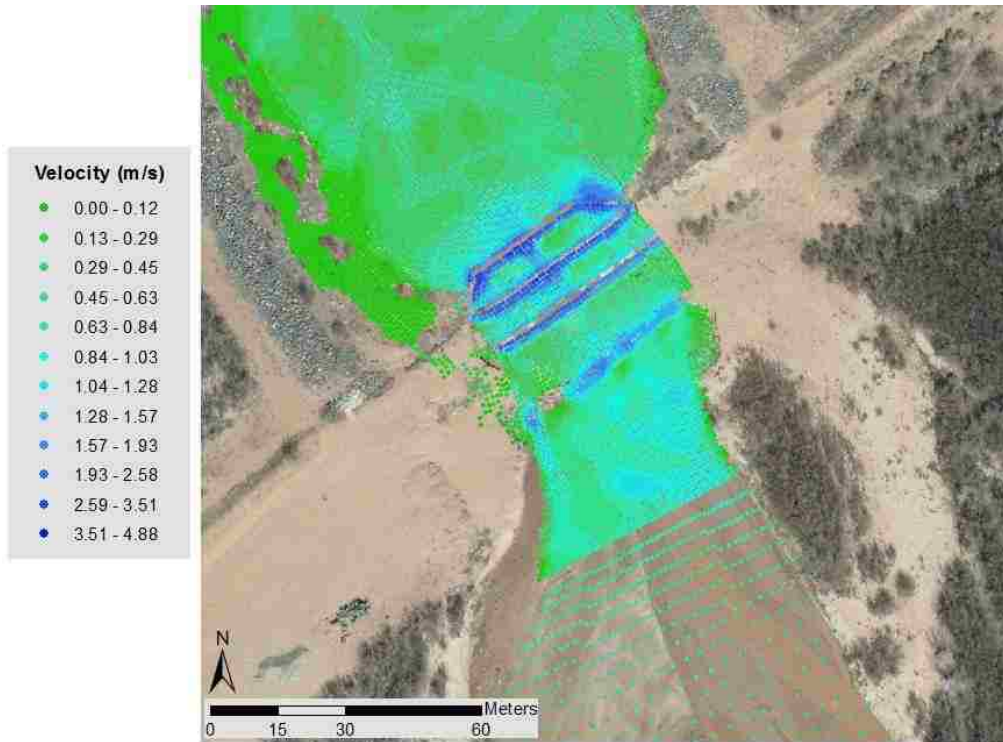 Velocity (m/s)
0.00 - 0.12
0.13 - 0.29
0.29 - 0.45
0.45 - 0.63
0.63 - 0.84
0.84 - 1.03
1.04 - 1.28
1.28 - 1.57
1.57 - 1.93
1.93 - 2.58
2.59 - 3.51
3.51 - 4.88
N
Meters
0 15 30 60